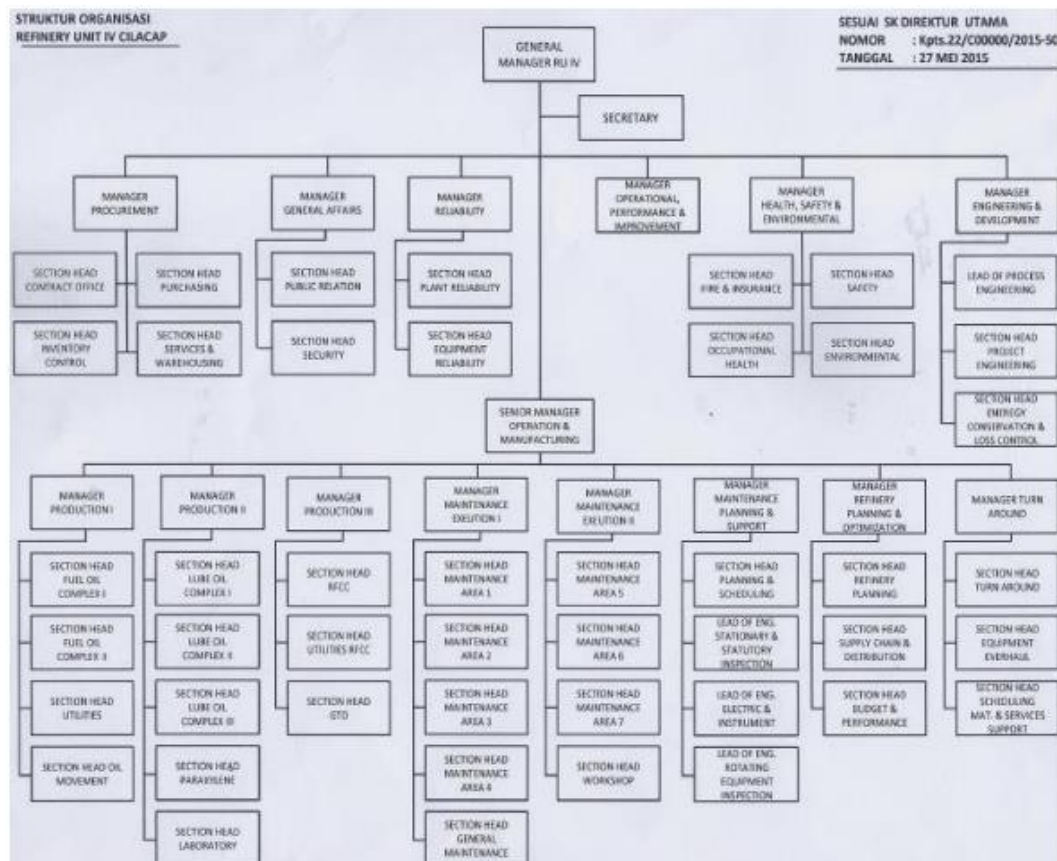 STRUKTUR ORGANISASI
REFINERY UNIT IV CILACAP
SESUAI SK DIREKTUR UTAMA
NOMOR : Kpts.22/C00000/2015-S0
TANGGAL : 27 MEI 2015
GENERAL
MANAGER RU IV
SECRETARY
MANAGER
PROCUREMENT
MANAGER
GENERAL AFFAIRS
MANAGER
RELIABILITY
MANAGER
OPERATIONAL,
PERFORMANCE &
IMPROVEMENT
MANAGER
HEALTH, SAFETY &
ENVIRONMENTAL
MANAGER
ENGINEERING &
DEVELOPMENT
SECTION HEAD
CONTRACT OFFICE
SECTION HEAD
PURCHASING
SECTION HEAD
PUBLIC RELATION
SECTION HEAD
PLANT RELIABILITY
SECTION HEAD
FIRE & INSURANCE
SECTION HEAD
SAFETY
LEAD OF PROCESS
ENGINEERING
SECTION HEAD
INVENTORY
CONTROL
SECTION HEAD
SERVICES &
WAREHOUSING
SECTION HEAD
SECURITY
SECTION HEAD
EQUIPMENT
RELIABILITY
SECTION HEAD
OCCUPATIONAL
HEALTH
SECTION HEAD
ENVIRONMENTAL
SECTION HEAD
PROJECT
ENGINEERING
SECTION HEAD
ENERGY
CONSERVATION &
LOSS CONTROL
SENIOR MANAGER
OPERATION &
MANUFACTURING
MANAGER
PRODUCTION I
MANAGER
PRODUCTION II
MANAGER
PRODUCTION III
MANAGER
MAINTENANCE
EXEUTION I
MANAGER
MAINTENANCE
EXEUTION II
MANAGER
MAINTENANCE
PLANNING &
SUPPORT
MANAGER
REFINERY
PLANNING &
OPTIMIZATION
MANAGER TURN
AROUND
SECTION HEAD
FUEL OIL
COMPLEX I
SECTION HEAD
LUBE OIL
COMPLEX I
SECTION HEAD
RFCC
SECTION HEAD
MAINTENANCE
AREA 1
SECTION HEAD
MAINTENANCE
AREA 5
SECTION HEAD
PLANNING &
SCHEDULING
SECTION HEAD
REFINERY
PLANNING
SECTION HEAD
TURN AROUND
SECTION HEAD
FUEL OIL
COMPLEX II
SECTION HEAD
LUBE OIL
COMPLEX II
SECTION HEAD
UTILITIES RFCC
SECTION HEAD
MAINTENANCE
AREA 2
SECTION HEAD
MAINTENANCE
AREA 6
LEAD OF ENG.
STATIONARY &
STATUTORY
INSPECTION
SECTION HEAD
SUPPLY CHAIN &
DISTRIBUTION
SECTION HEAD
EQUIPMENT
EVERHAUL
SECTION HEAD
UTILITIES
SECTION HEAD
LUBE OIL
COMPLEX III
SECTION HEAD
GTO
SECTION HEAD
MAINTENANCE
AREA 3
SECTION HEAD
MAINTENANCE
AREA 7
LEAD OF ENG.
ELECTRIC &
INSTRUMENT
SECTION HEAD
BUDGET &
PERFORMANCE
SECTION HEAD
SCHEDULING
MAT. & SERVICES
SUPPORT
SECTION HEAD OIL
MOVEMENT
SECTION HEAD
PARAXYLENE
SECTION HEAD
MAINTENANCE
AREA 4
SECTION HEAD
WORKSHOP
LEAD OF ENG.
ROTATING
EQUIPMENT
INSPECTION
SECTION HEAD
LABORATORY
SECTION HEAD
GENERAL
MAINTENANCE